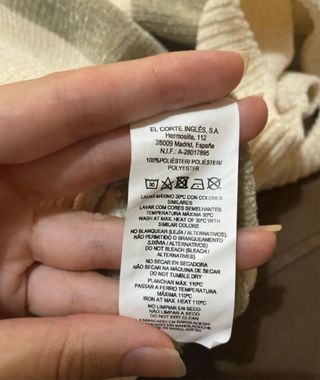 EL CORTE INGLÉS, S.A.
Hermosilla, 112
28009 Madrid, España
N.I.F.: A-28017895
100%POLIÉSTER/ POLIÉSTER/
POLYESTER
LAVAR MÁXIMO 30ºC CON COLORES
SIMILARES
LAVAR COM CORES SEMELHANTES
TEMPERATURA MÁXIMA 30ºC
WASH AT MAX. HEAT OF 30ºC WITH
SIMILAR COLORS
NO BLANQUEAR (LEJÍA / ALTERNATIVOS).
NÃO PERMITIDO O BRANQUEAMENTO
(LIXÍVIA / ALTERNATIVOS)
DO NOT BLEACH (BLEACH /
ALTERNATIVES).
NO SECAR EN SECADORA
NÃO SECAR NA MÁQUINA DE SECAR
DO NOT TUMBLE DRY
PLANCHAR MÁX. 110ºC
PASSAR A FERRO TEMPERATURA
MÁXIMA 110ºC
IRON AT MAX. HEAT 110ºC
NO LIMPIAR EN SECO
NÃO LIMPAR A SECO
DO NOT DRY CLEAN
FABRICADO EN BANGLADESH